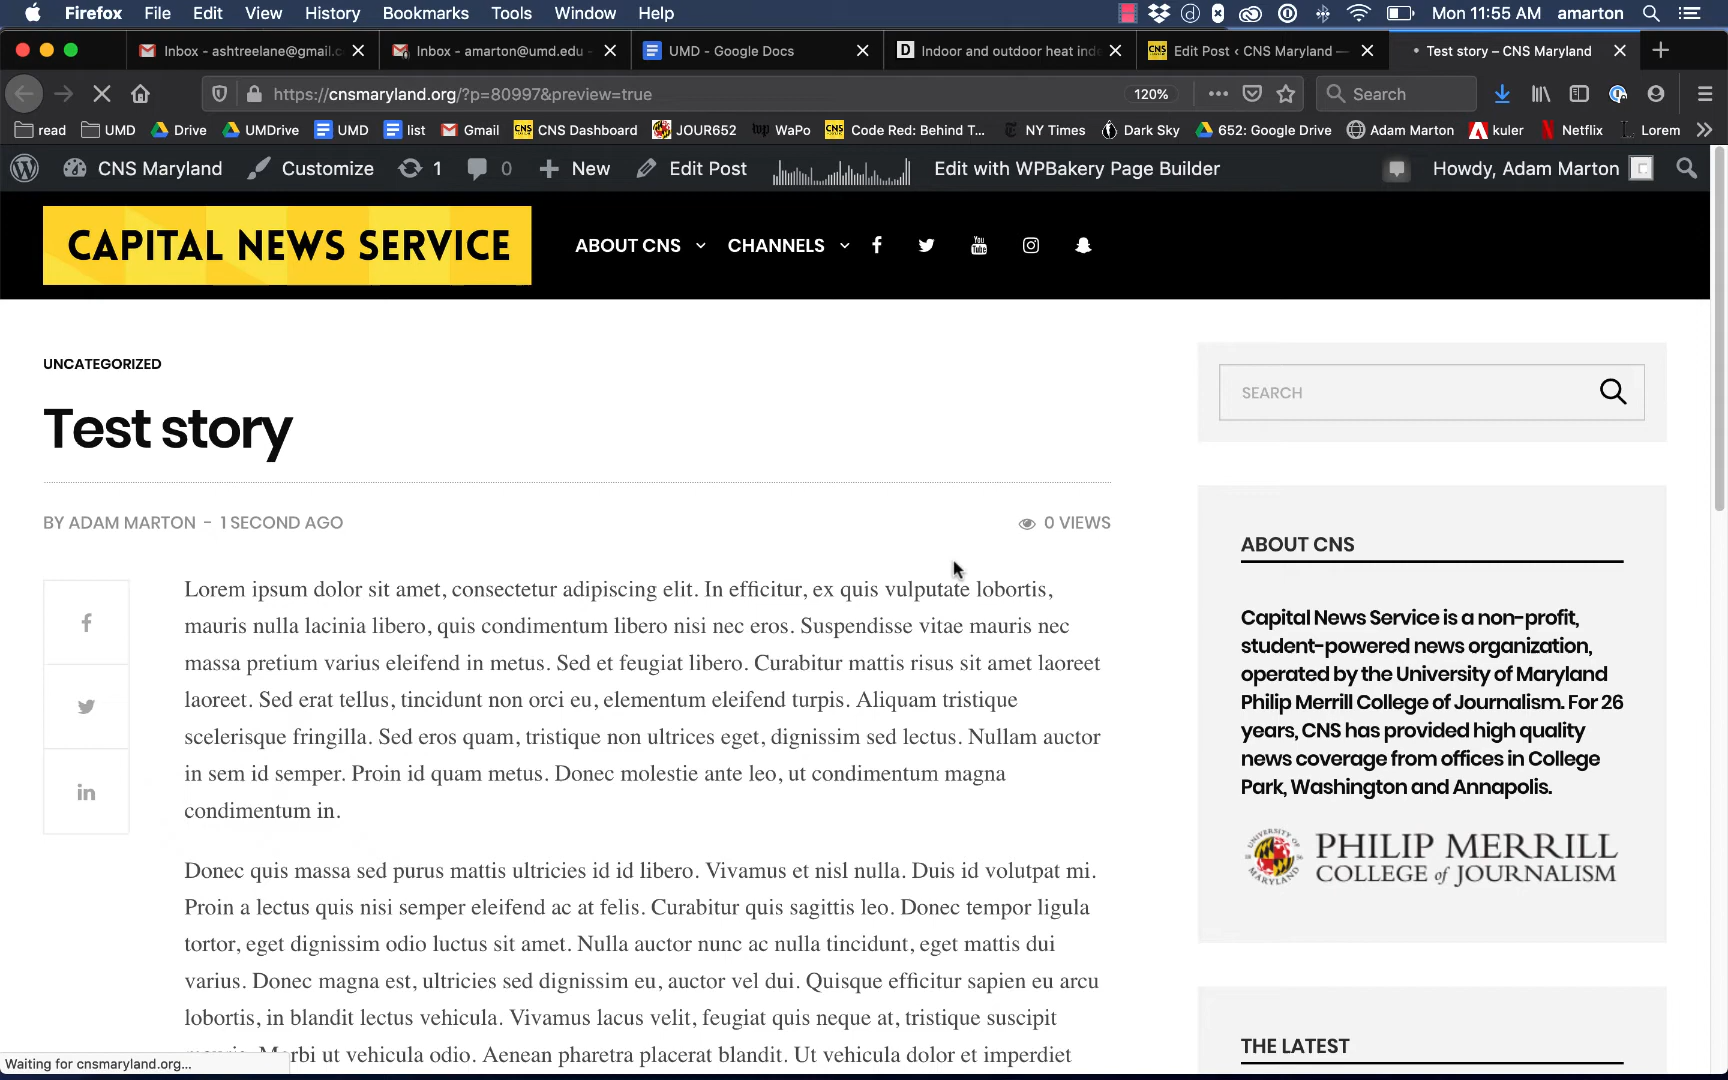 Firefox File Edit View History Bookmarks Tools Window Help Mon 11:55 AM amarton
Inbox - ashtreelane@gmail.c Inbox - amarton@umd.edu - UMD - Google Docs Indoor and outdoor heat inde Edit Post ‹ CNS Maryland — Test story – CNS Maryland
https://cnsmaryland.org/?p=80997&preview=true 120% Search
read UMD Drive UMDrive UMD list Gmail CNS Dashboard JOUR652 WaPo Code Red: Behind T... NY Times Dark Sky 652: Google Drive Adam Marton kuler Netflix Lorem
CNS Maryland Customize 1 0 New Edit Post Edit with WPBakery Page Builder Howdy, Adam Marton
CAPITAL NEWS SERVICE ABOUT CNS CHANNELS
UNCATEGORIZED
Test story
BY ADAM MARTON - 1 SECOND AGO 0 VIEWS
Lorem ipsum dolor sit amet, consectetur adipiscing elit. In efficitur, ex quis vulputate lobortis,
mauris nulla lacinia libero, quis condimentum libero nisi nec eros. Suspendisse vitae mauris nec
massa pretium varius eleifend in metus. Sed et feugiat libero. Curabitur mattis risus sit amet laoreet
laoreet. Sed erat tellus, tincidunt non orci eu, elementum eleifend turpis. Aliquam tristique
scelerisque fringilla. Sed eros quam, tristique non ultrices eget, dignissim sed lectus. Nullam auctor
in sem id semper. Proin id quam metus. Donec molestie ante leo, ut condimentum magna
condimentum in.
Donec quis massa sed purus mattis ultricies id id libero. Vivamus et nisl nulla. Duis id volutpat mi.
Proin a lectus quis nisi semper eleifend ac at felis. Curabitur quis sagittis leo. Donec tempor ligula
tortor, eget dignissim odio luctus sit amet. Nulla auctor nunc ac nulla tincidunt, eget mattis dui
varius. Donec magna est, ultricies sed dignissim eu, auctor vel dui. Quisque efficitur sapien eu arcu
lobortis, in blandit lectus vehicula. Vivamus lacus velit, feugiat quis neque at, tristique suscipit
ut vehicula odio. Aenean pharetra placerat blandit. Ut vehicula dolor et imperdiet
SEARCH
ABOUT CNS
Capital News Service is a non-profit,
student-powered news organization,
operated by the University of Maryland
Philip Merrill College of Journalism. For 26
years, CNS has provided high quality
news coverage from offices in College
Park, Washington and Annapolis.
PHILIP MERRILL
COLLEGE of JOURNALISM
THE LATEST
Waiting for cnsmaryland.org...